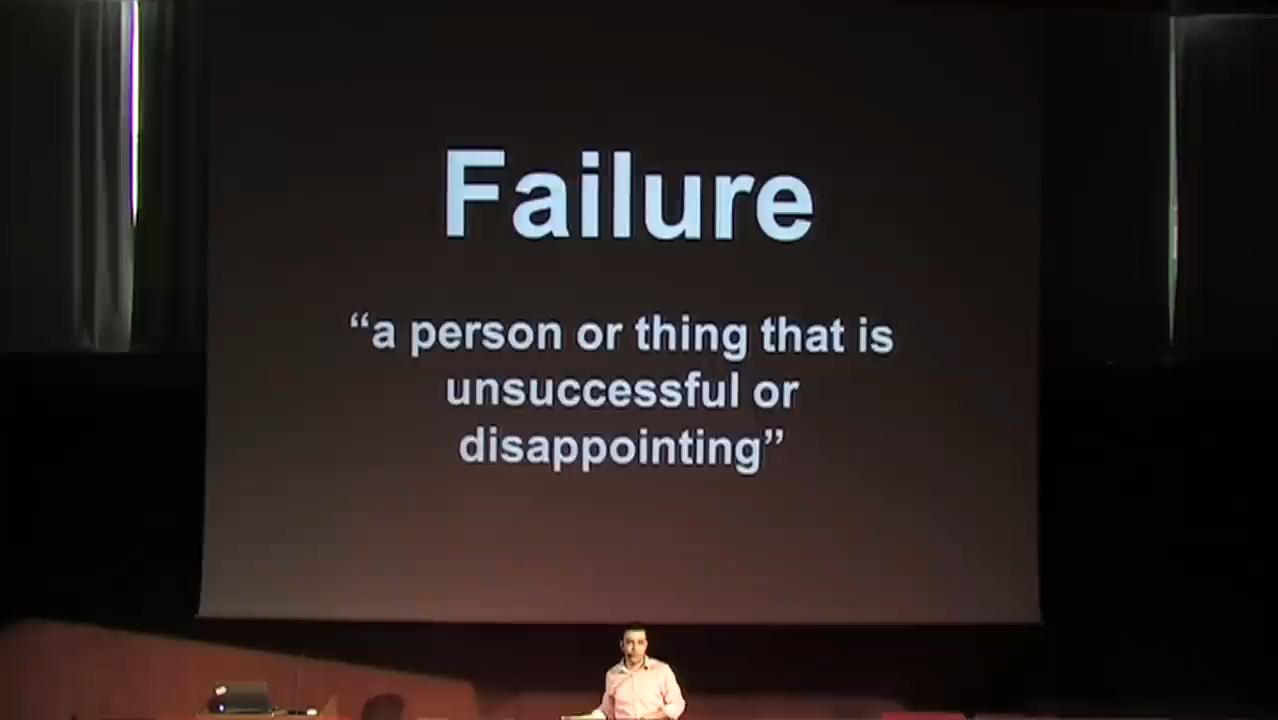 Failure
“a person or thing that is
unsuccessful or
disappointing”